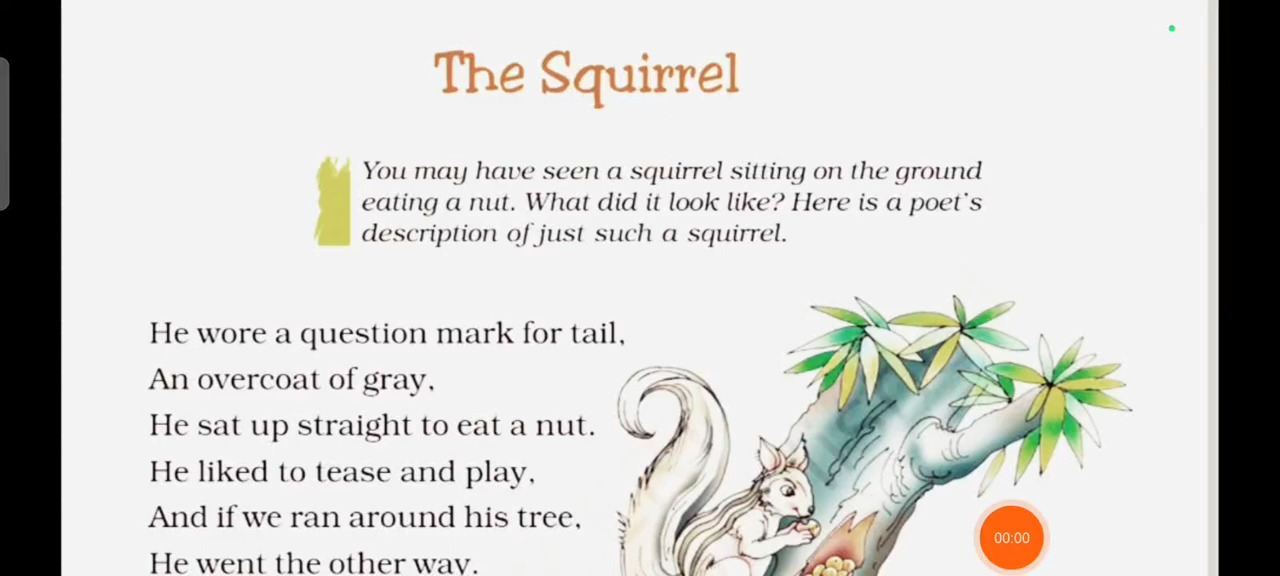 The Squirrel
You may have seen a squirrel sitting on the ground
eating a nut. What did it look like? Here is a poet's
description of just such a squirrel.
He wore a question mark for tail,
An overcoat of gray,
He sat up straight to eat a nut.
He liked to tease and play,
And if we ran around his tree,
He went the other way.
00:00